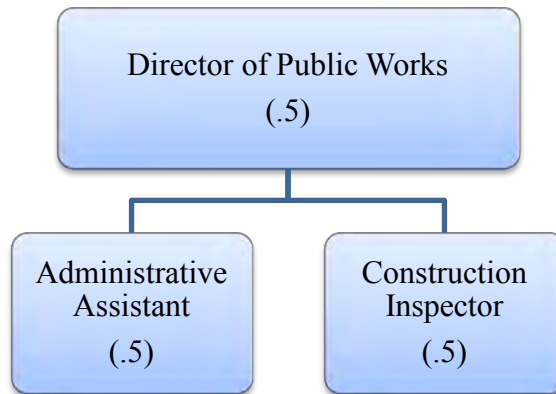 Director of Public Works
(.5)
Administrative
Assistant
(.5)
Construction
Inspector
(.5)